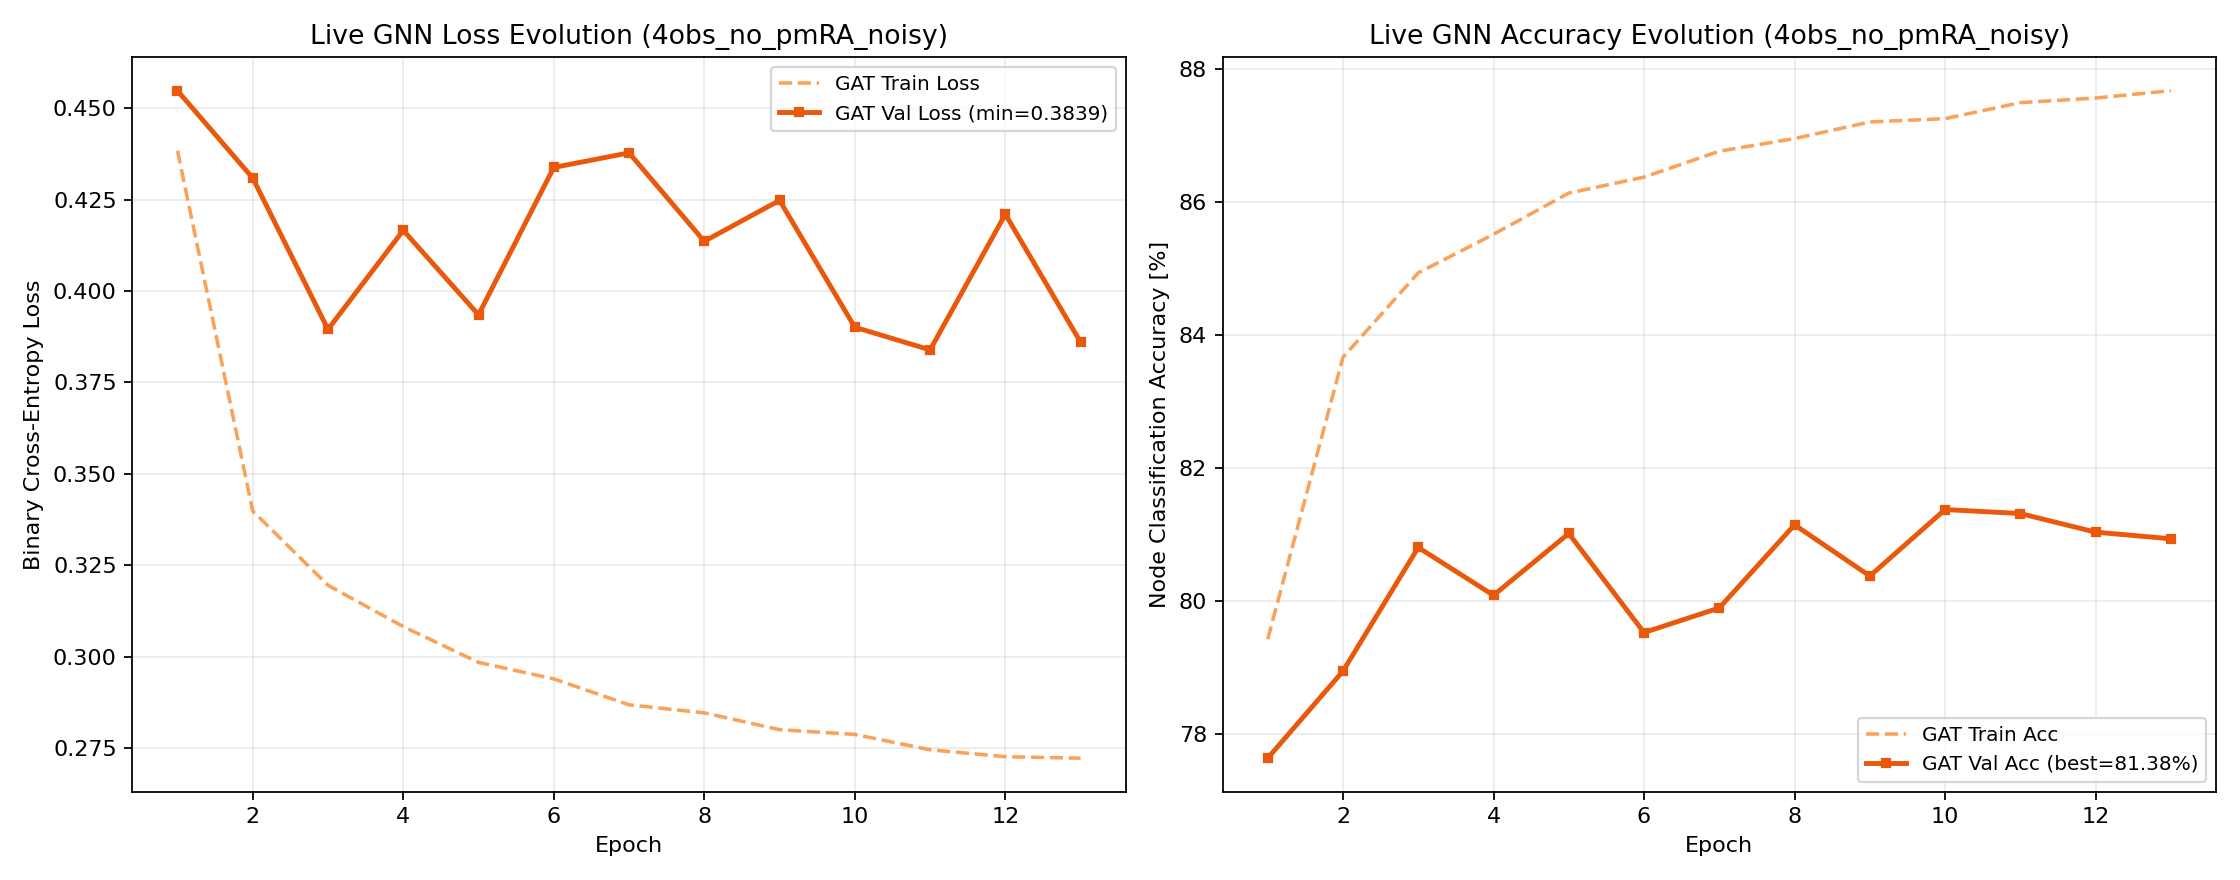 Live GNN Loss Evolution (4obs_no_pmRA_noisy)
GAT Train Loss
GAT Val Loss (min=0.3839)
Binary Cross-Entropy Loss
0.450
0.425
0.400
0.375
0.350
0.325
0.300
0.275
2 4 6 8 10 12
Epoch
Live GNN Accuracy Evolution (4obs_no_pmRA_noisy)
Node Classification Accuracy [%]
88
86
84
82
80
78
GAT Train Acc
GAT Val Acc (best=81.38%)
2 4 6 8 10 12
Epoch